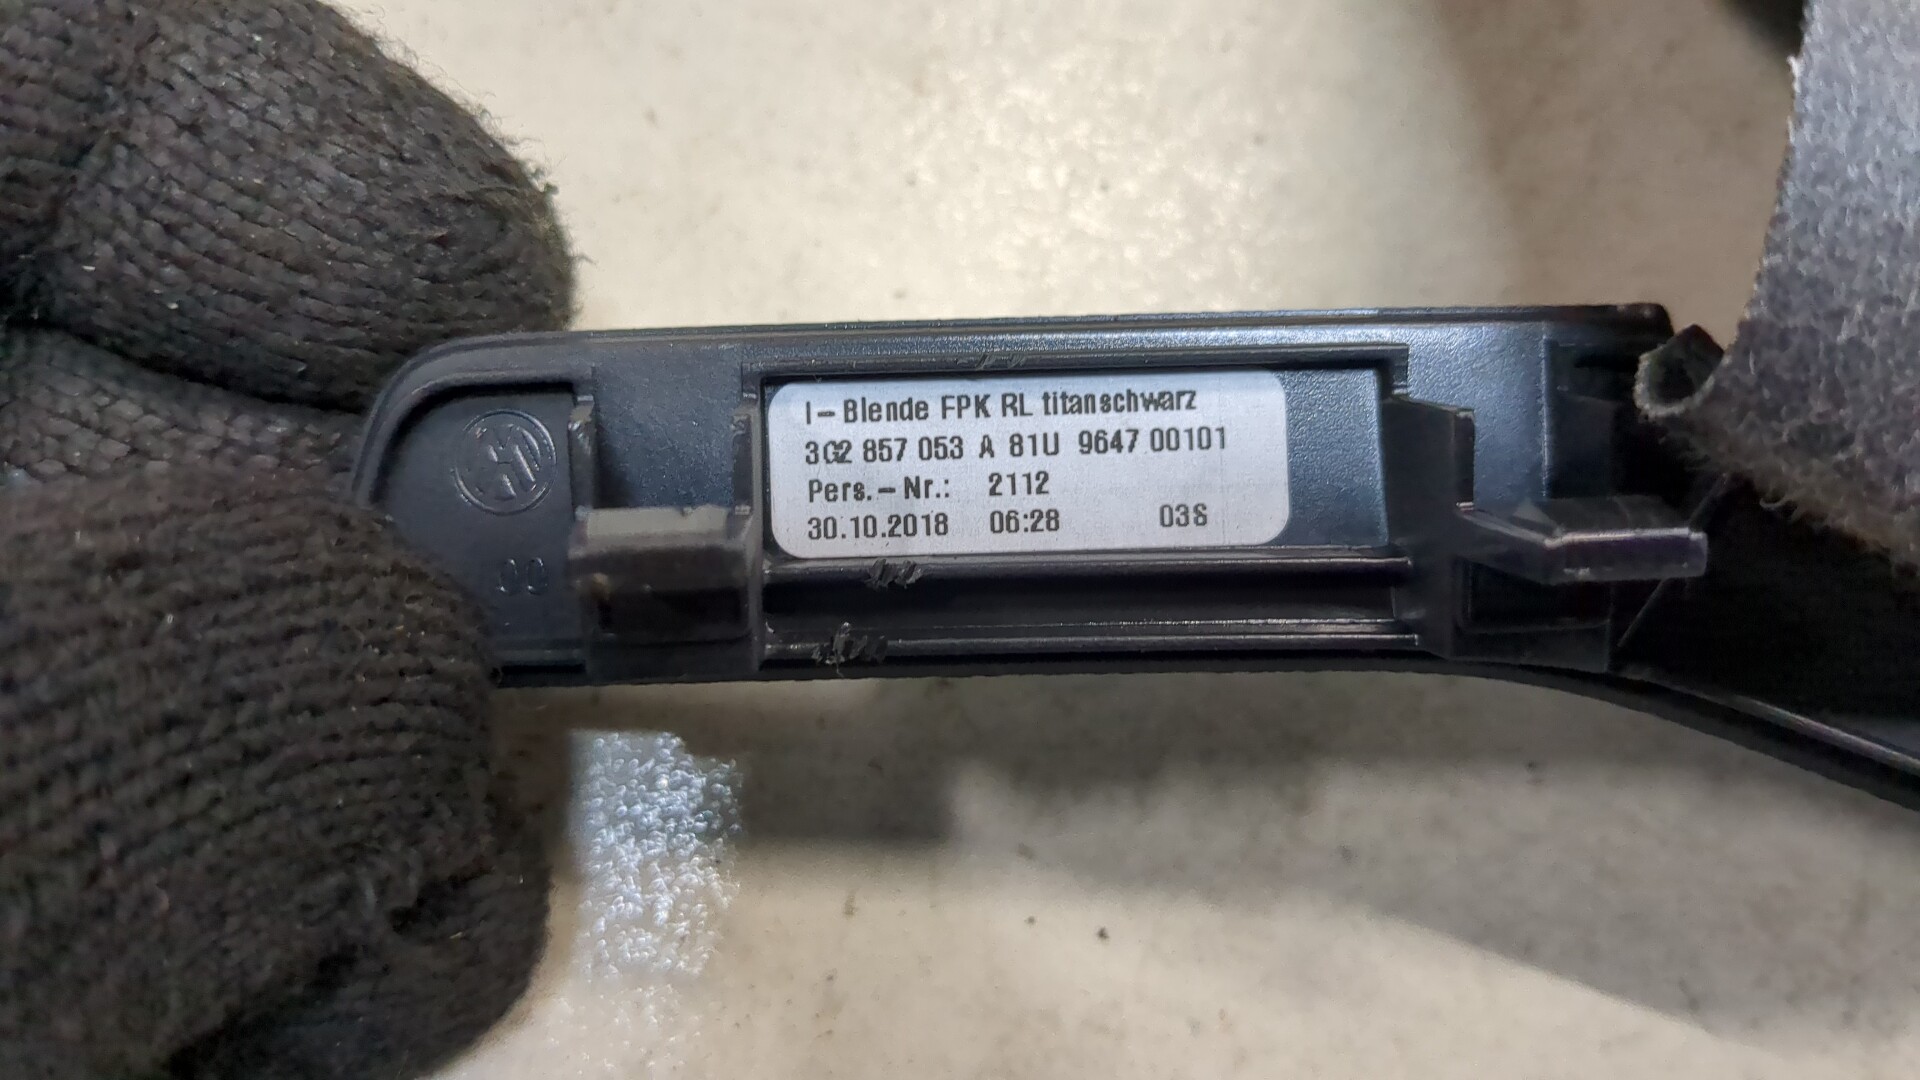 I-Blende FPK RL titanschwarz
3G2 857 053 A 81U 9647 00101
Pers.-Nr.: 2112
30.10.2018 06:28 03S
00